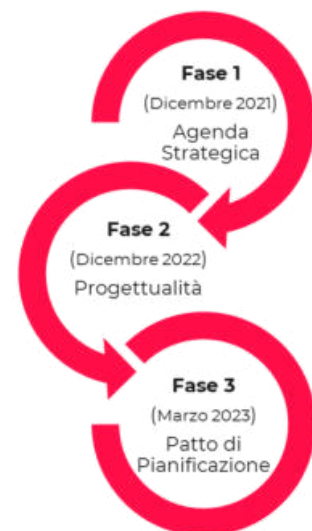 Fase 1
(Dicembre 2021)
Agenda
Strategica
Fase 2
(Dicembre 2022)
Progettualità
Fase 3
(Marzo 2023)
Patto di
Pianificazione